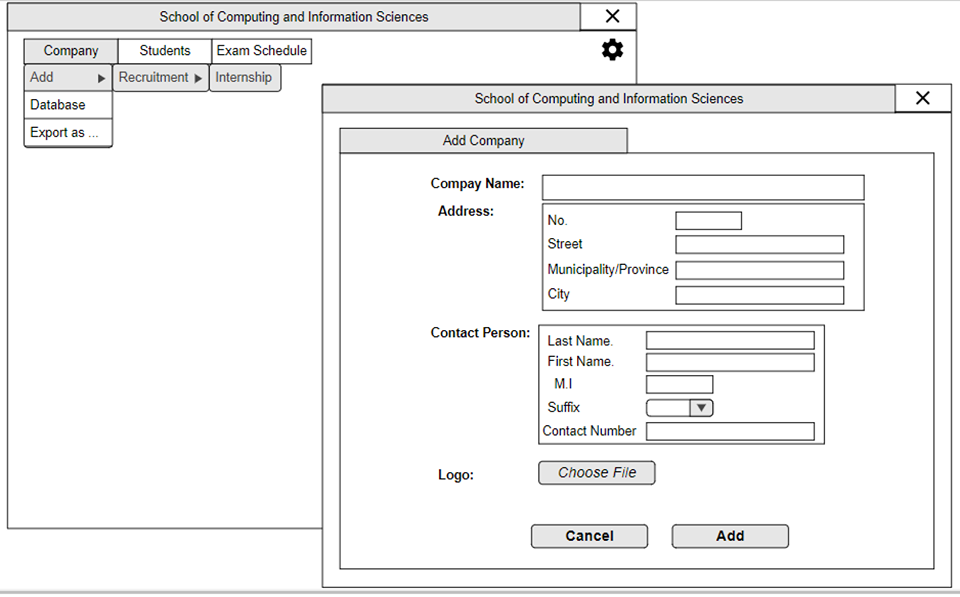 School of Computing and Information Sciences
Company Students Exam Schedule
Add Recruitment Internship
Database
Export as ...
School of Computing and Information Sciences
Add Company
Compay Name:
Address:
No.
Street
Municipality/Province
City
Contact Person:
Last Name.
First Name.
M.I
Suffix
Contact Number
Logo: Choose File
Cancel Add